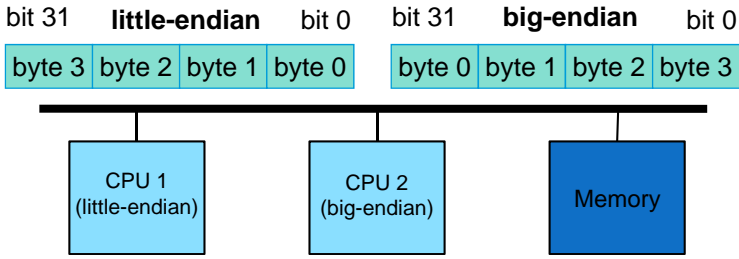 bit 31 little-endian bit 0 bit 31 big-endian bit 0
byte 3 byte 2 byte 1 byte 0 byte 0 byte 1 byte 2 byte 3
CPU 1
(little-endian)
CPU 2
(big-endian)
Memory